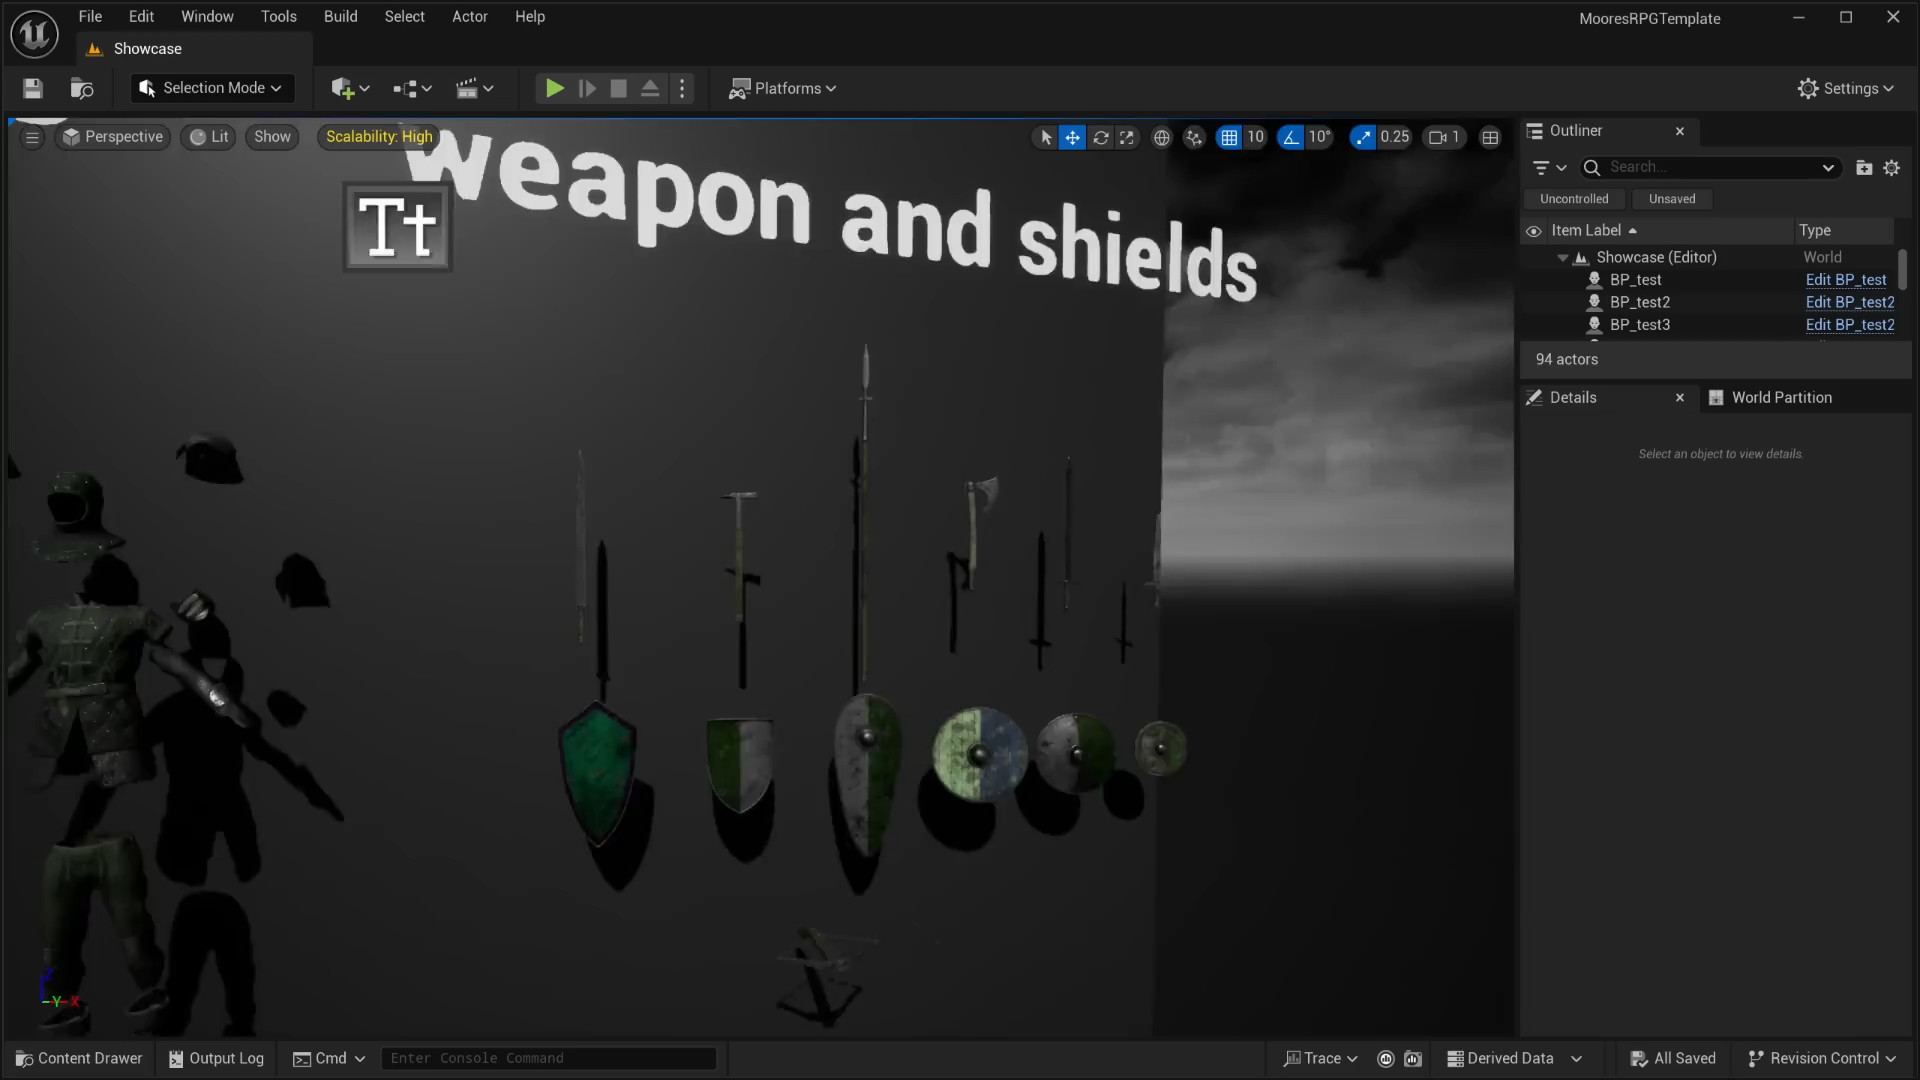 File Edit Window Tools Build Select Actor Help
MooresRPGTemplate
Showcase
Selection Mode
Platforms
Settings
Perspective
Lit
Show
Scalability: High
10
10°
0.25
1
Weapon and shields
Tt
Outliner
Search...
Uncontrolled
Unsaved
Item Label
Type
Showcase (Editor) World
BP_test Edit BP_test
BP_test2 Edit BP_test2
BP_test3 Edit BP_test2
94 actors
Details
World Partition
Select an object to view details.
Z
Y X
Content Drawer
Output Log
Cmd
Enter Console Command
Trace
Derived Data
All Saved
Revision Control